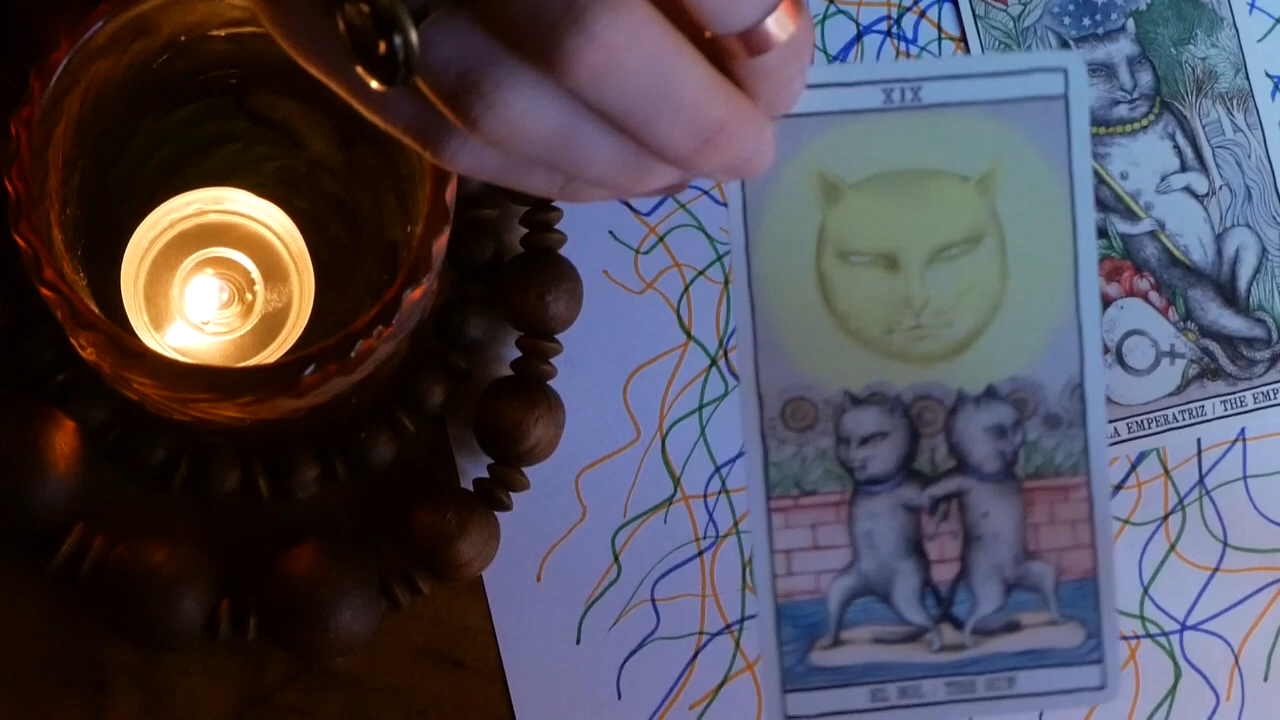 XIX
LA EMPERATRIZ / THE EMP
EL SOL . THE SUN